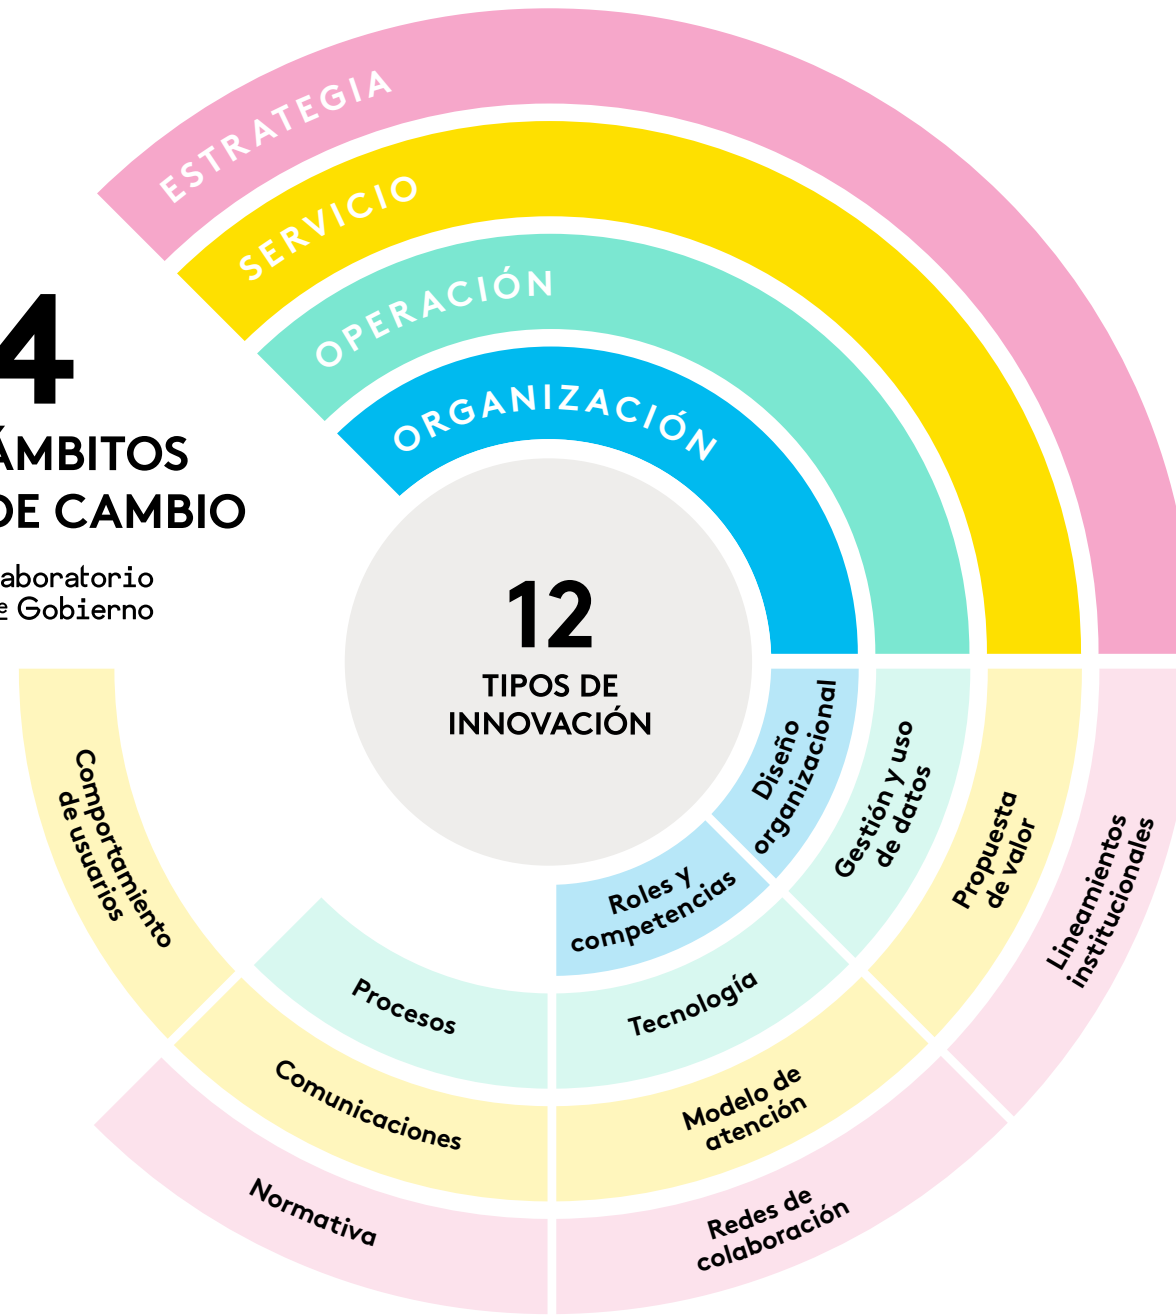 ESTRATEGIA
SERVICIO
OPERACIÓN
ORGANIZACIÓN
4
ÁMBITOS
DE CAMBIO
aboratorio
e Gobierno
12
TIPOS DE
INNOVACIÓN
Diseño
organizacional
Gestión y uso
de datos
Propuesta
de valor
Lineamientos
institucionales
Roles y
competencias
Tecnología
Modelo de
atención
Redes de
colaboración
Procesos
Comunicaciones
Normativa
Comportamiento
de usuarios